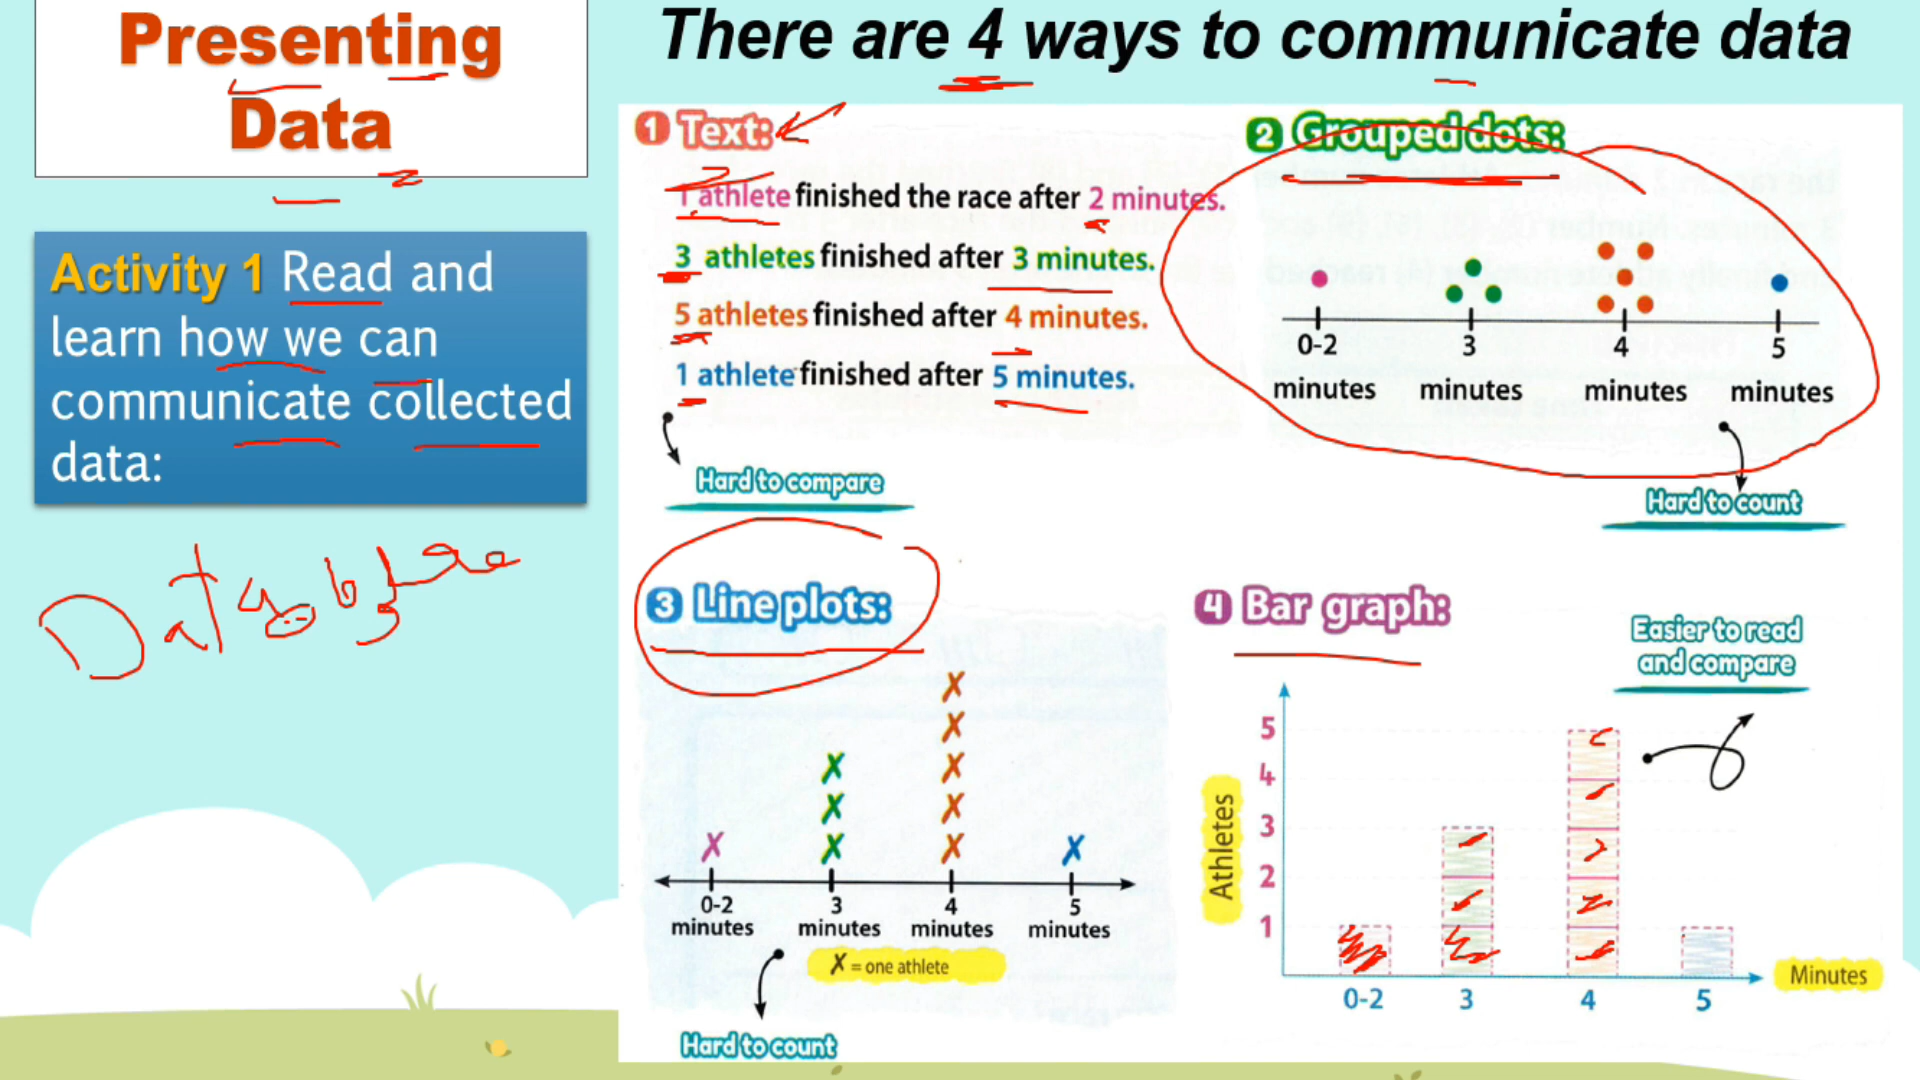 Presenting
Data
There are 4 ways to communicate data
Activity 1 Read and
learn how we can
communicate collected
data:
1 Text:
1 athlete finished the race after 2 minutes.
3 athletes finished after 3 minutes.
5 athletes finished after 4 minutes.
1 athlete finished after 5 minutes.
Hard to compare
2 Grouped dots:
0-2 3 4 5
minutes minutes minutes minutes
Hard to count
3 Line plots:
0-2 3 4 5
minutes minutes minutes minutes
X = one athlete
Hard to count
4 Bar graph:
Easier to read
and compare
5
4
3
2
1
Athletes
0-2 3 4 5
Minutes